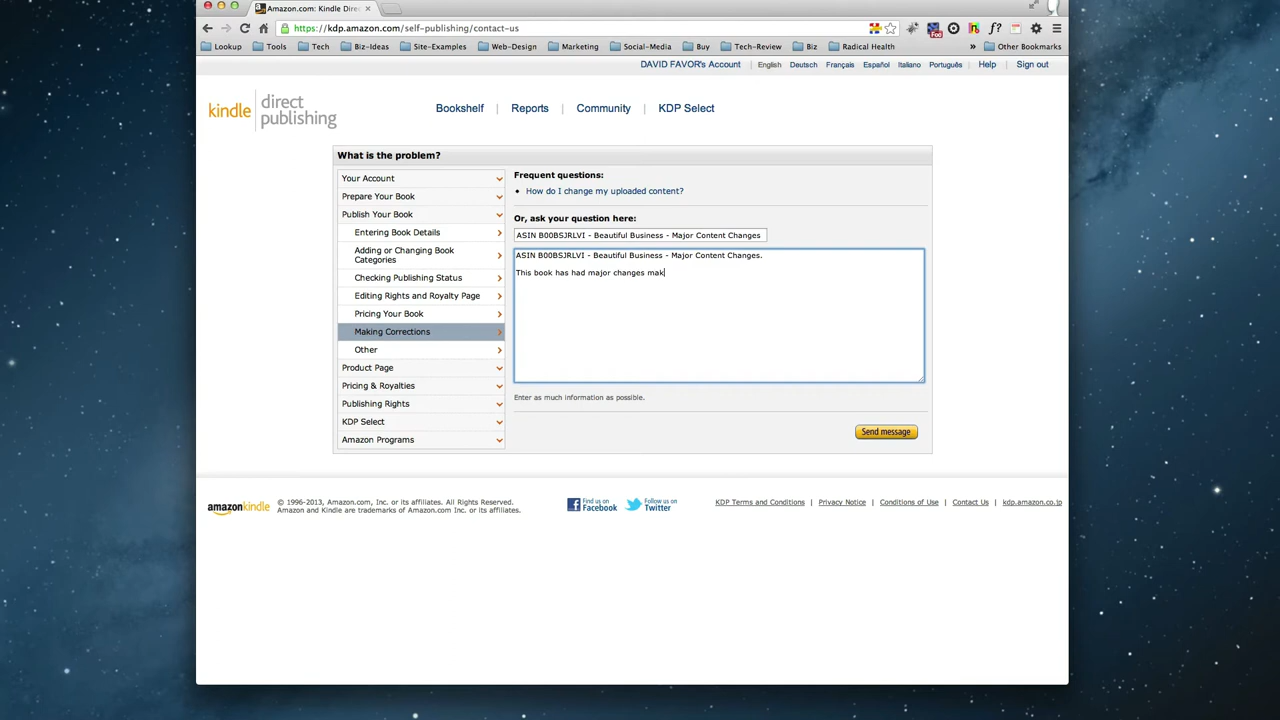 Amazon.com: Kindle Direc
https://kdp.amazon.com/self-publishing/contact-us
Lookup Tools Tech Biz-Ideas Site-Examples Web-Design Marketing Social-Media Buy Tech-Review Biz Radical Health » Other Bookmarks
DAVID FAVOR's Account English Deutsch Français Español Italiano Português Help Sign out
kindle direct publishing
Bookshelf | Reports | Community | KDP Select
What is the problem?
Your Account
Prepare Your Book
Publish Your Book
Entering Book Details
Adding or Changing Book
Categories
Checking Publishing Status
Editing Rights and Royalty Page
Pricing Your Book
Making Corrections
Other
Product Page
Pricing & Royalties
Publishing Rights
KDP Select
Amazon Programs
Frequent questions:
• How do I change my uploaded content?
Or, ask your question here:
ASIN B00BSJRLVI - Beautiful Business - Major Content Changes
ASIN B00BSJRLVI - Beautiful Business - Major Content Changes.
This book has had major changes mak
Enter as much information as possible.
Send message
amazonkindle
© 1996-2013, Amazon.com, Inc. or its affiliates. All Rights Reserved.
Amazon and Kindle are trademarks of Amazon.com Inc. or its affiliates.
Find us on
Facebook
Follow us on
Twitter
KDP Terms and Conditions | Privacy Notice | Conditions of Use | Contact Us | kdp.amazon.co.jp